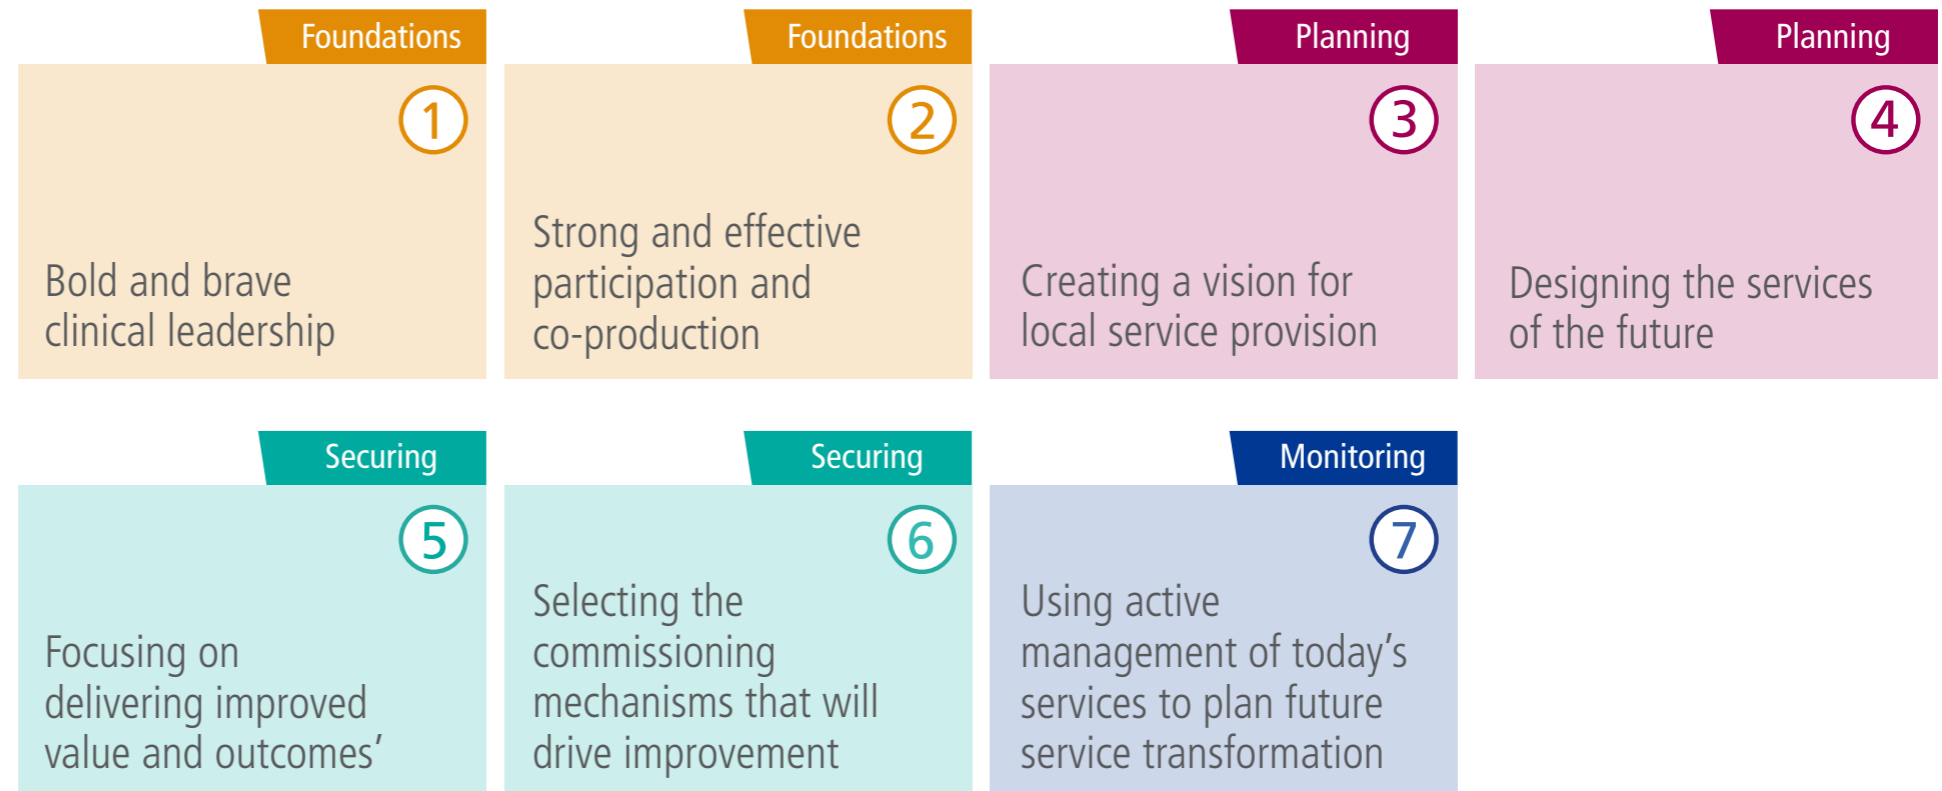 Foundations
1
Bold and brave
clinical leadership
Foundations
2
Strong and effective
participation and
co-production
Planning
3
Creating a vision for
local service provision
Planning
4
Designing the services
of the future
Securing
5
Focusing on
delivering improved
value and outcomes’
Securing
6
Selecting the
commissioning
mechanisms that will
drive improvement
Monitoring
7
Using active
management of today’s
services to plan future
service transformation